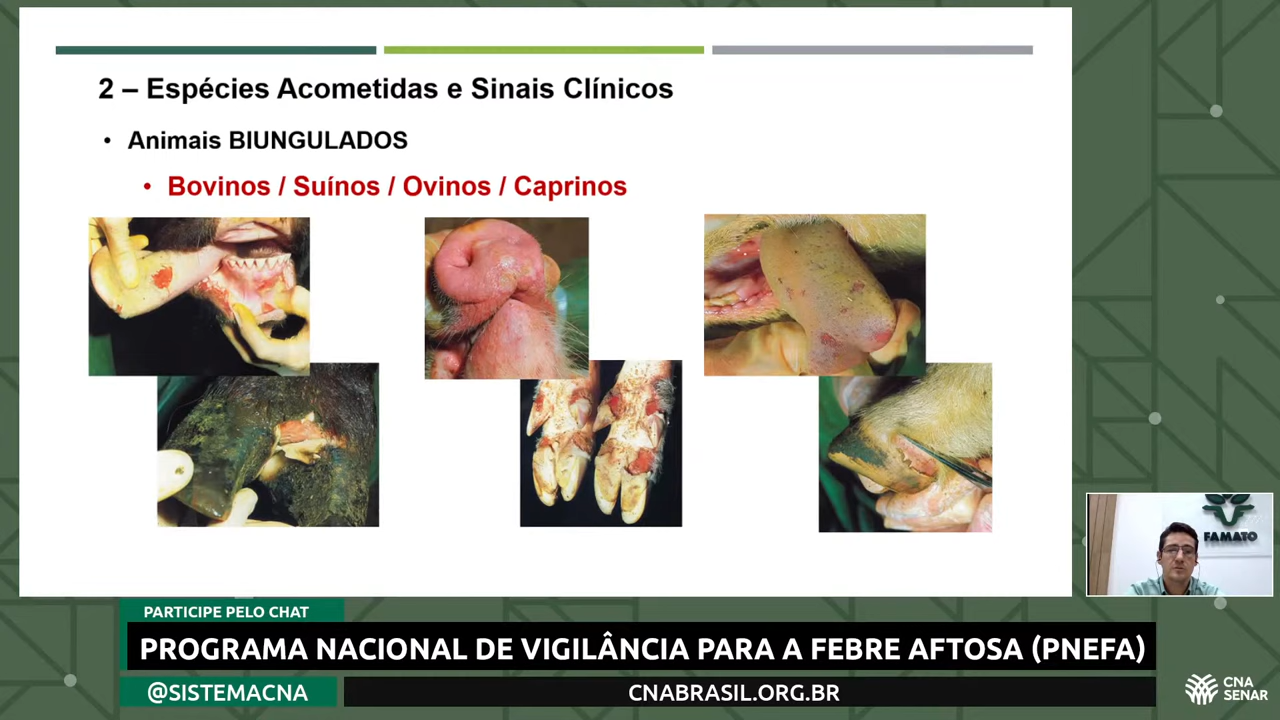 2 – Espécies Acometidas e Sinais Clínicos
• Animais BIUNGULADOS
• Bovinos / Suínos / Ovinos / Caprinos
FAMATO
PARTICIPE PELO CHAT
PROGRAMA NACIONAL DE VIGILÂNCIA PARA A FEBRE AFTOSA (PNEFA)
@SISTEMACNA
CNABRASIL.ORG.BR
CNA
SENAR